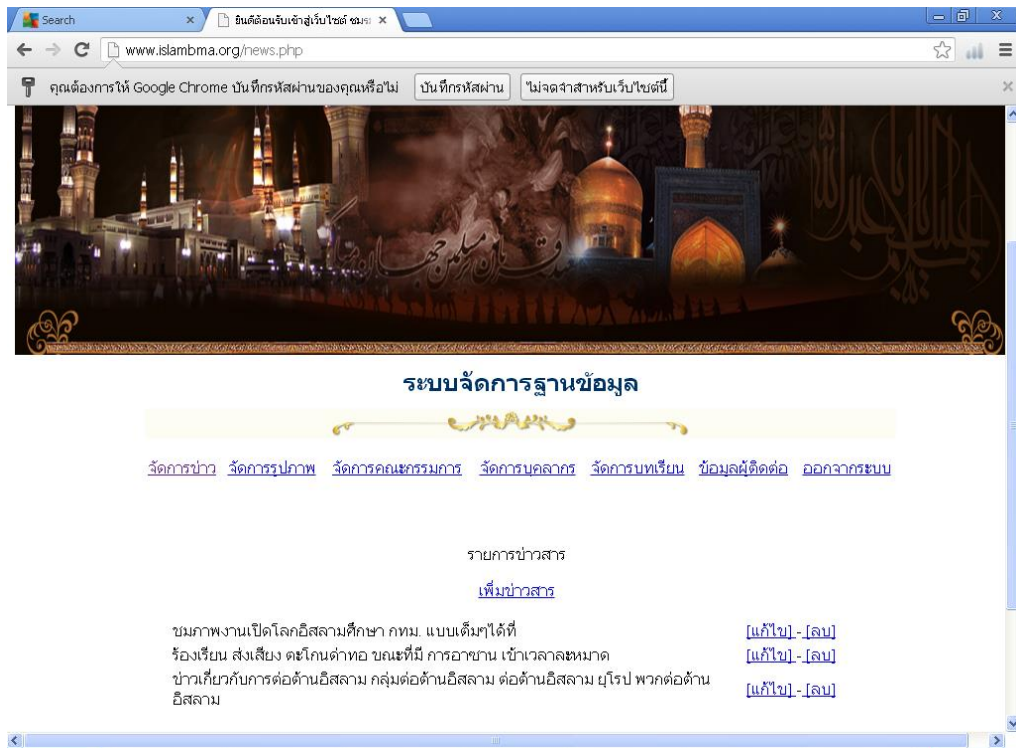 Search
ยินดีต้อนรับเข้าสู่เว็บไซต์ ชมร
www.islambma.org/news.php
คุณต้องการให้ Google Chrome บันทึกรหัสผ่านของคุณหรือไม่ บันทึกรหัสผ่าน ไม่จดจำสำหรับเว็บไซต์นี้
ระบบจัดการฐานข้อมูล
จัดการข่าว จัดการรูปภาพ จัดการคณะกรรมการ จัดการบุคลากร จัดการบทเรียน ข้อมูลผู้ติดต่อ ออกจากระบบ
รายการข่าวสาร
เพิ่มข่าวสาร
ชมภาพงานเปิดโลกอิสลามศึกษา กทม. แบบเต็มๆได้ที่ [แก้ไข] - [ลบ]
ร้องเรียน ส่งเสียง ตะโกนด่าทอ ขณะที่มี การอาซาน เข้าเวลาละหมาด [แก้ไข] - [ลบ]
ข่าวเกี่ยวกับการต่อด้านอิสลาม กลุ่มต่อด้านอิสลาม ต่อด้านอิสลาม ยุโรป พวกต่อด้าน
อิสลาม [แก้ไข] - [ลบ]